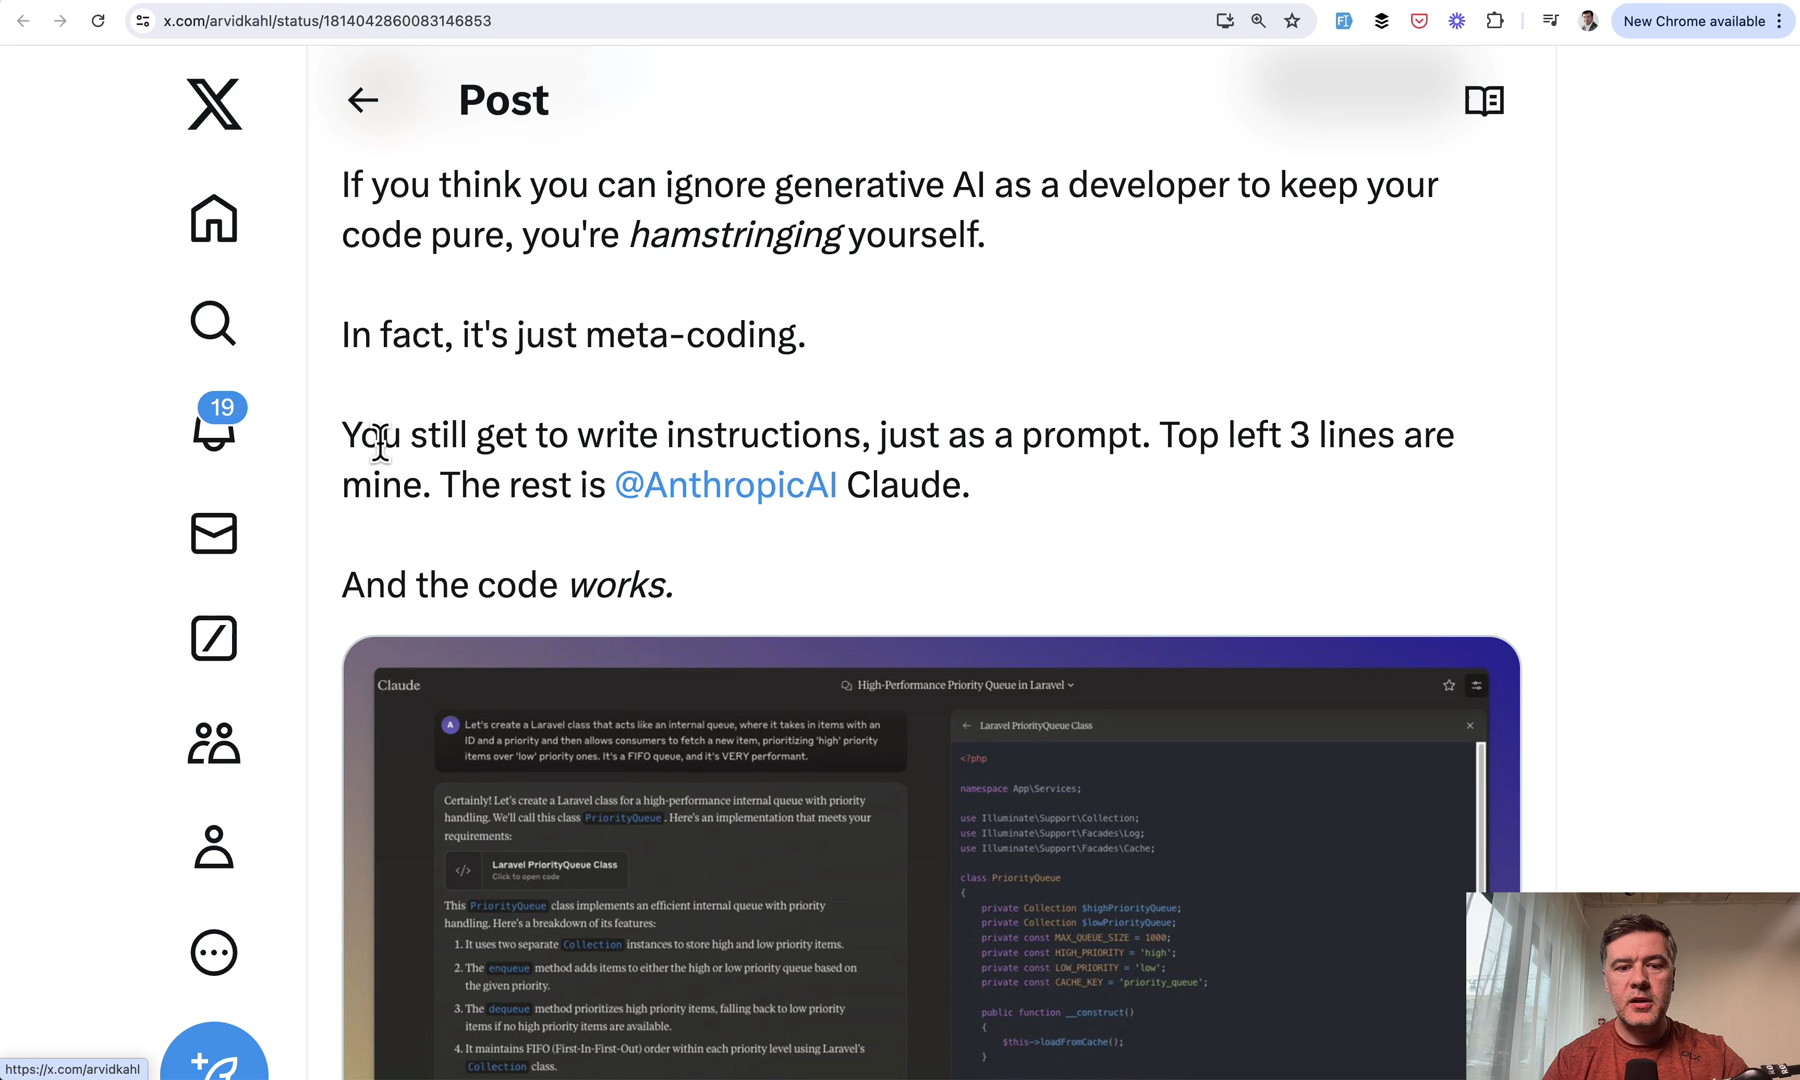 x.com/arvidkahl/status/1814042860083146853
New Chrome available
Post
If you think you can ignore generative AI as a developer to keep your
code pure, you're hamstringing yourself.
In fact, it's just meta-coding.
19
You still get to write instructions, just as a prompt. Top left 3 lines are
mine. The rest is @AnthropicAI Claude.
And the code works.
Claude
High-Performance Priority Queue in Laravel
A
Let's create a Laravel class that acts like an internal queue, where it takes in items with an
ID and a priority and then allows consumers to fetch a new item, prioritizing 'high' priority
items over 'low' priority ones. It's a FIFO queue, and it's VERY performant.
Certainly! Let's create a Laravel class for a high-performance internal queue with priority
handling. We'll call this class PriorityQueue. Here's an implementation that meets your
requirements:
</>
Laravel PriorityQueue Class
Click to open code
This PriorityQueue class implements an efficient internal queue with priority
handling. Here's a breakdown of its features:
1. It uses two separate Collection instances to store high and low priority items.
2. The enqueue method adds items to either the high or low priority queue based on
the given priority.
3. The dequeue method prioritizes high priority items, falling back to low priority
items if no high priority items are available.
4. It maintains FIFO (First-In-First-Out) order within each priority level using Laravel's
Collection class.
Laravel PriorityQueue Class
<?php
namespace App\Services;
use Illuminate\Support\Collection;
use Illuminate\Support\Facades\Log;
use Illuminate\Support\Facades\Cache;
class PriorityQueue
{
private Collection $highPriorityQueue;
private Collection $lowPriorityQueue;
private const MAX_QUEUE_SIZE = 1000;
private const HIGH_PRIORITY = 'high';
private const LOW_PRIORITY = 'low';
private const CACHE_KEY = 'priority_queue';
public function __construct()
{
$this->loadFromCache();
}
https://x.com/arvidkahl